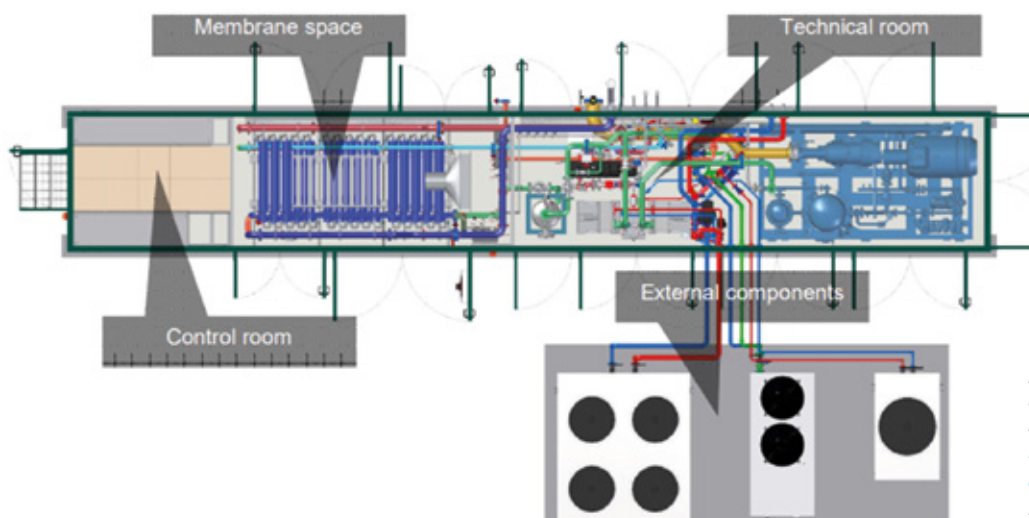 Membrane space
Technical room
External components
Control room